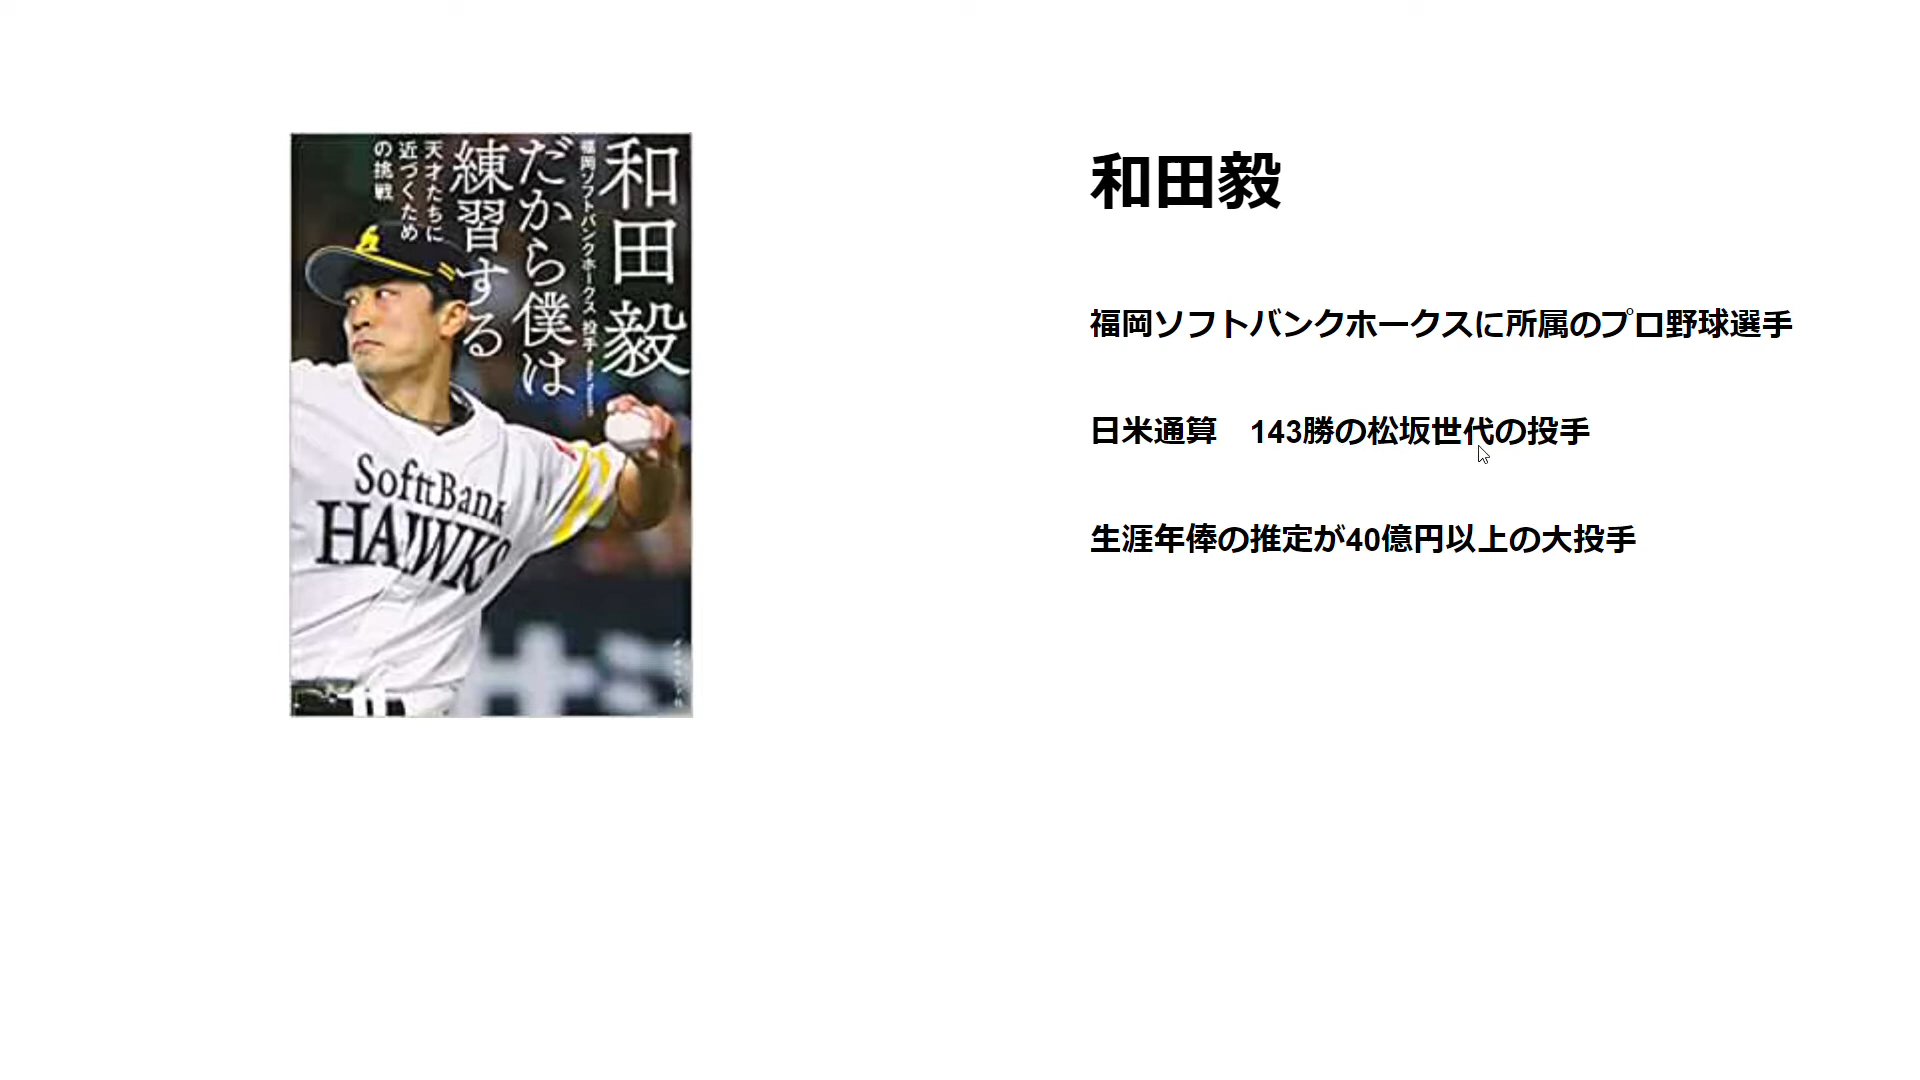 和田毅
福岡ソフトバンクホークス 投手
だから僕は
練習する
天才たちに
近づくため
の挑戦
SoftBank
HAWKS
和田毅
福岡ソフトバンクホークスに所属のプロ野球選手
日米通算　143勝の松坂世代の投手
生涯年俸の推定が40億円以上の大投手